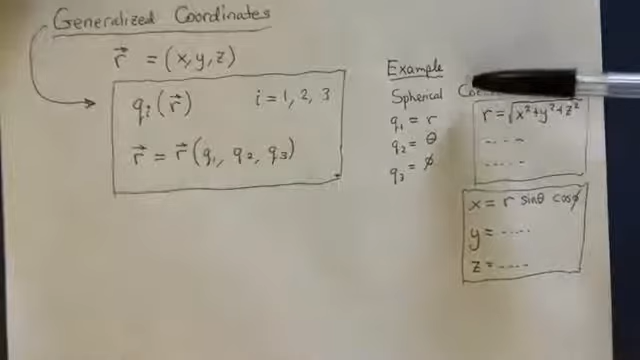 Generalized Coordinates
r⃗ = (x, y, z)
qᵢ(r⃗) i = 1, 2, 3
r⃗ = r⃗(q₁, q₂, q₃)
Example
Spherical
q₁ = r
q₂ = θ
q₃ = φ
r = √x²+y²+z²
.....
.....
x = r sinθ cosφ
y = .....
z = .....